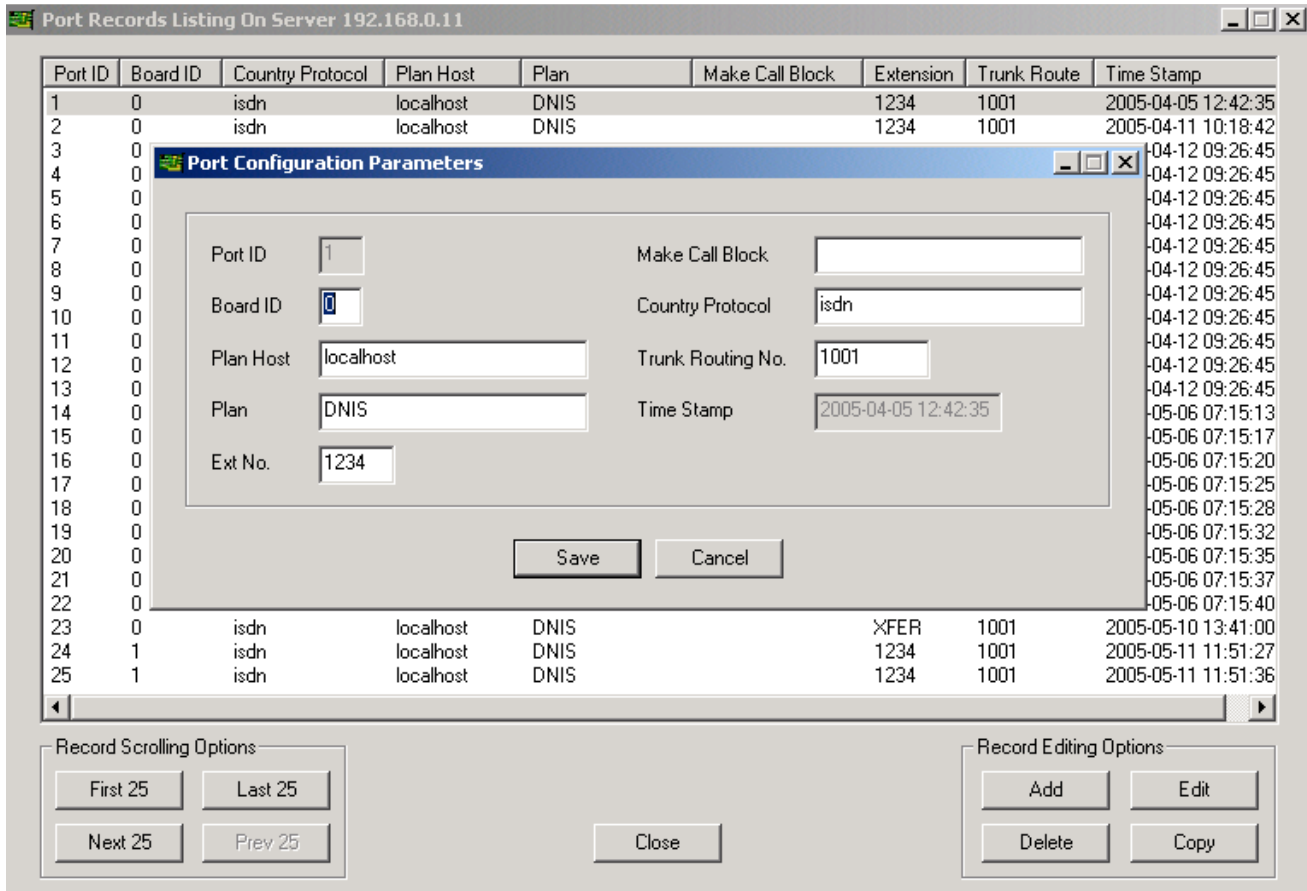 Port Records Listing On Server 192.168.0.11
Port ID Board ID Country Protocol Plan Host Plan Make Call Block Extension Trunk Route Time Stamp
1 0 isdn localhost DNIS 1234 1001 2005-04-05 12:42:35
2 0 isdn localhost DNIS 1234 1001 2005-04-11 10:18:42
3 0 -04-12 09:26:45
4 0 -04-12 09:26:45
5 0 -04-12 09:26:45
6 0 -04-12 09:26:45
7 0 -04-12 09:26:45
8 0 -04-12 09:26:45
9 0 -04-12 09:26:45
10 0 -04-12 09:26:45
11 0 -04-12 09:26:45
12 0 -04-12 09:26:45
13 0 -04-12 09:26:45
14 0 -05-06 07:15:13
15 0 -05-06 07:15:17
16 0 -05-06 07:15:20
17 0 -05-06 07:15:25
18 0 -05-06 07:15:28
19 0 -05-06 07:15:32
20 0 -05-06 07:15:35
21 0 -05-06 07:15:37
22 0 -05-06 07:15:40
23 0 isdn localhost DNIS XFER 1001 2005-05-10 13:41:00
24 1 isdn localhost DNIS 1234 1001 2005-05-11 11:51:27
25 1 isdn localhost DNIS 1234 1001 2005-05-11 11:51:36
Port Configuration Parameters
Port ID 1 Make Call Block
Board ID 0 Country Protocol isdn
Plan Host localhost Trunk Routing No. 1001
Plan DNIS Time Stamp 2005-04-05 12:42:35
Ext No. 1234
Save Cancel
Record Scrolling Options Record Editing Options
First 25 Last 25 Add Edit
Next 25 Prev 25 Close Delete Copy